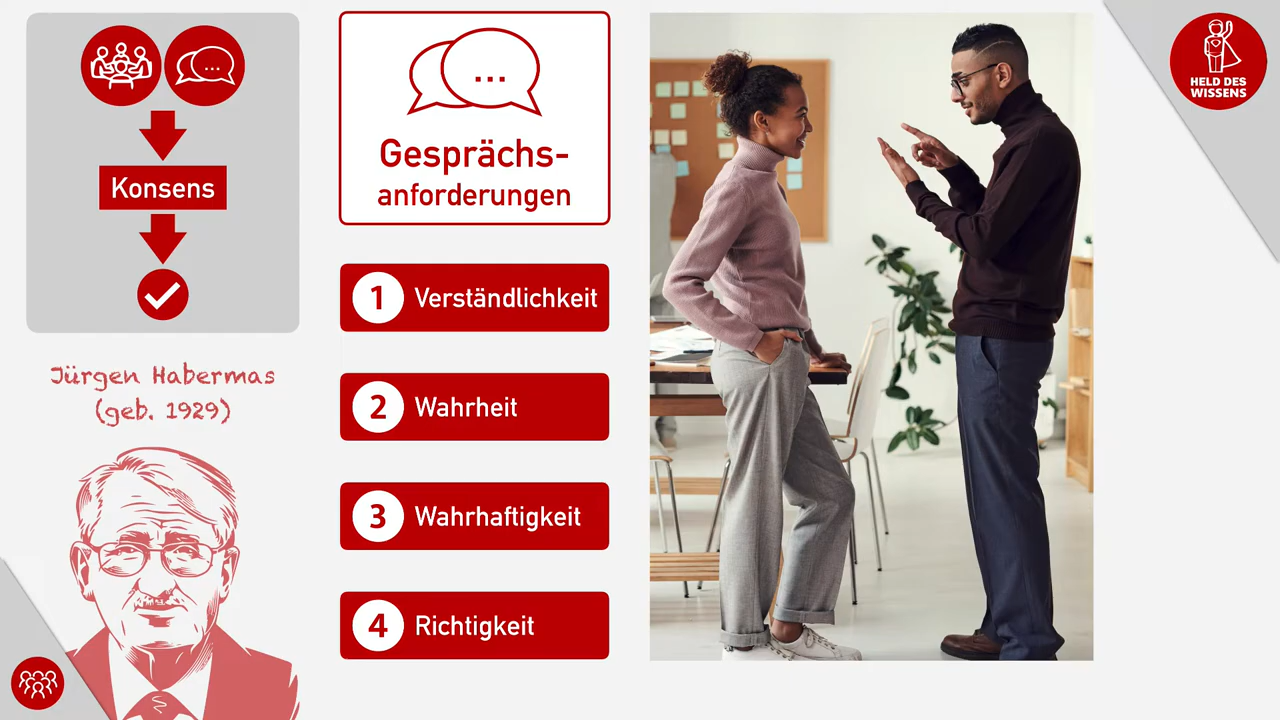 Konsens
Jürgen Habermas
(geb. 1929)
...
Gesprächs-
anforderungen
1 Verständlichkeit
2 Wahrheit
3 Wahrhaftigkeit
4 Richtigkeit
HELD DES
WISSENS